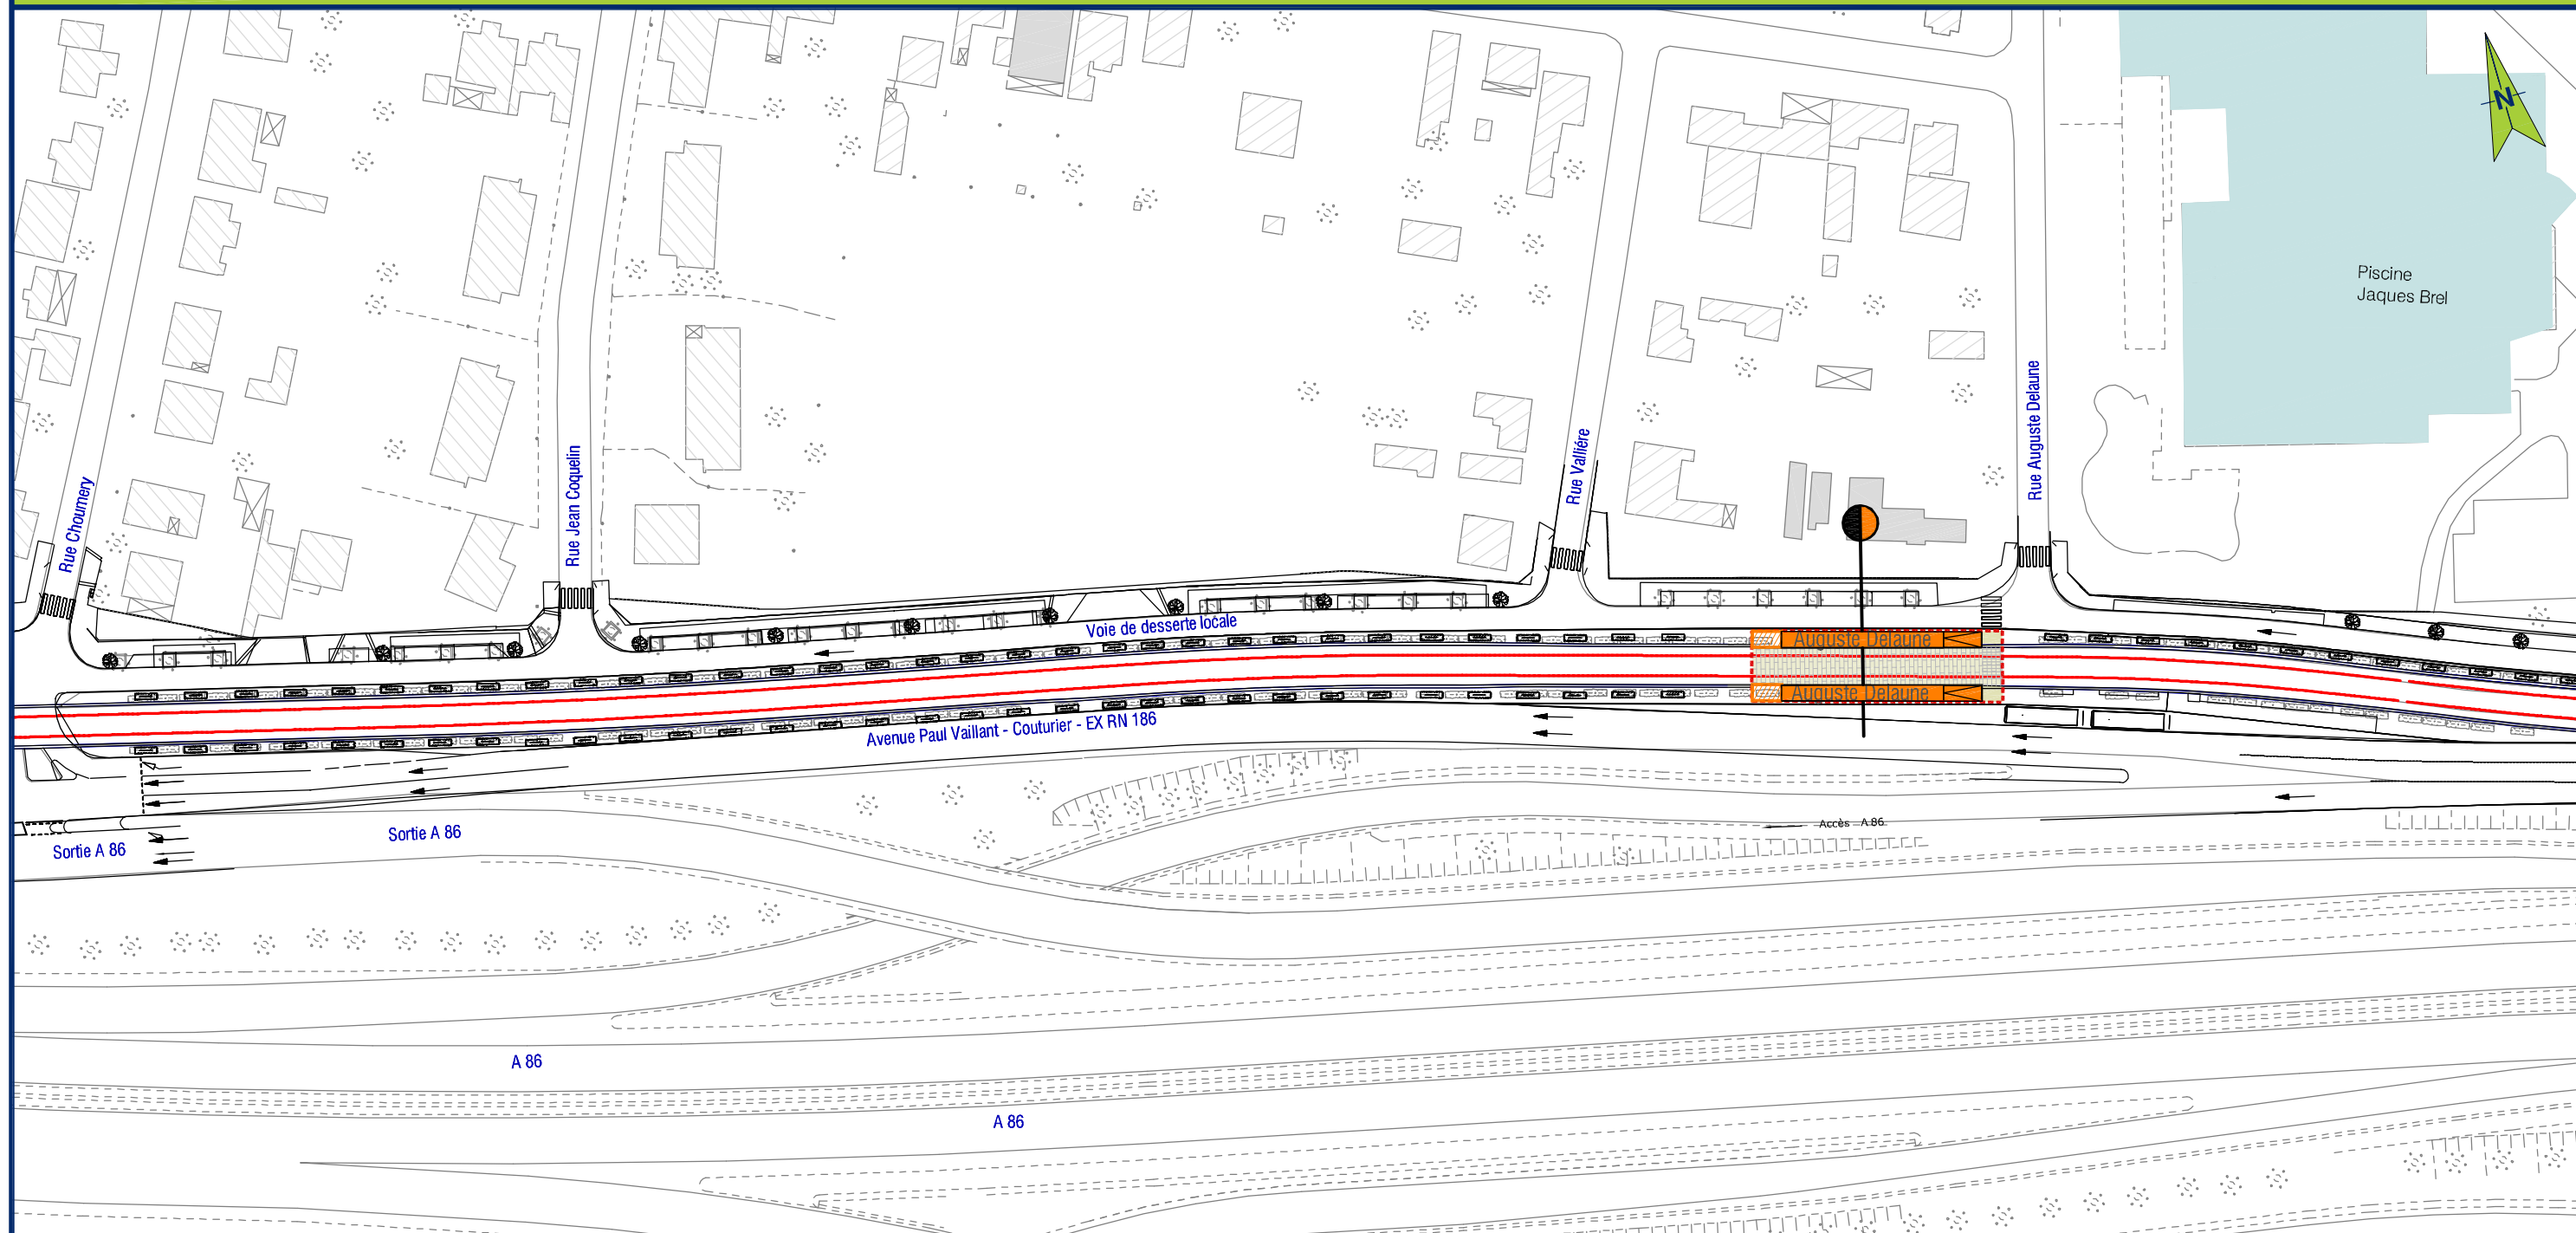 N
Piscine
Jaques Brel
Rue Choumery
Rue Jean Coquelin
Rue Valliére
Rue Auguste Delaune
Voie de desserte locale
Auguste Delaune
Auguste Delaune
Avenue Paul Vaillant - Couturier - EX RN 186
Accès A 86
Sortie A 86
Sortie A 86
A 86
A 86